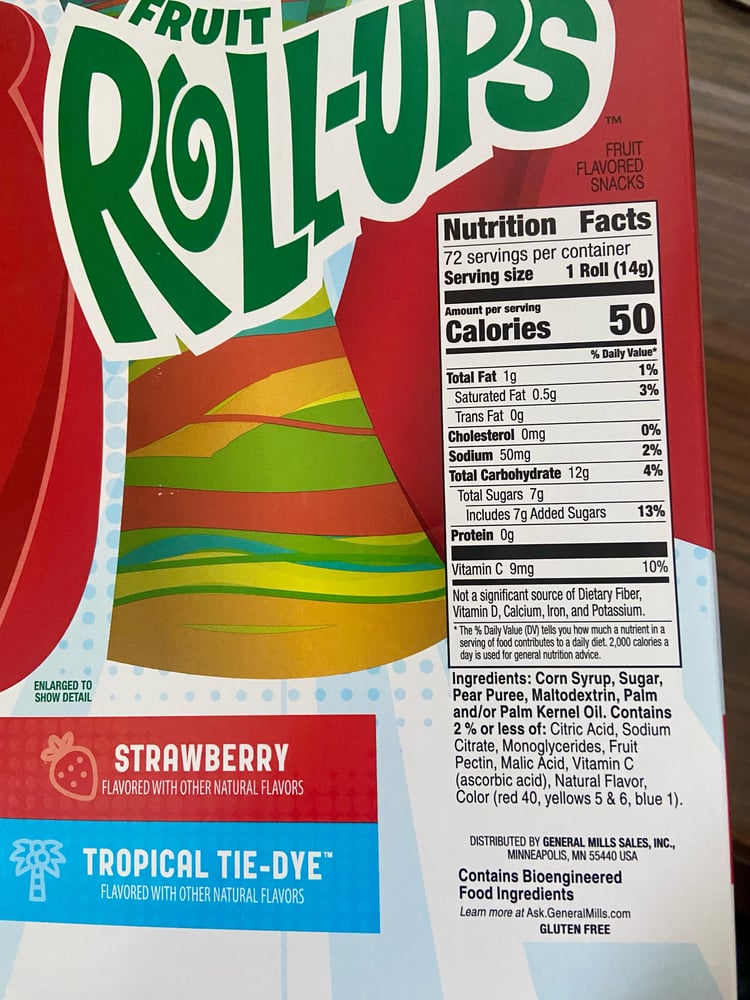 FRUIT
ROLL-UPS
™
FRUIT
FLAVORED
SNACKS
Nutrition Facts
72 servings per container
Serving size 1 Roll (14g)
Amount per serving
Calories 50
% Daily Value*
Total Fat 1g 1%
Saturated Fat 0.5g 3%
Trans Fat 0g
Cholesterol 0mg 0%
Sodium 50mg 2%
Total Carbohydrate 12g 4%
Total Sugars 7g
Includes 7g Added Sugars 13%
Protein 0g
Vitamin C 9mg 10%
Not a significant source of Dietary Fiber,
Vitamin D, Calcium, Iron, and Potassium.
* The % Daily Value (DV) tells you how much a nutrient in a
serving of food contributes to a daily diet. 2,000 calories a
day is used for general nutrition advice.
Ingredients: Corn Syrup, Sugar,
Pear Puree, Maltodextrin, Palm
and/or Palm Kernel Oil. Contains
2% or less of: Citric Acid, Sodium
Citrate, Monoglycerides, Fruit
Pectin, Malic Acid, Vitamin C
(ascorbic acid), Natural Flavor,
Color (red 40, yellows 5 & 6, blue 1).
DISTRIBUTED BY GENERAL MILLS SALES, INC.,
MINNEAPOLIS, MN 55440 USA
Contains Bioengineered
Food Ingredients
Learn more at Ask.GeneralMills.com
GLUTEN FREE
ENLARGED TO
SHOW DETAIL
STRAWBERRY
FLAVORED WITH OTHER NATURAL FLAVORS
TROPICAL TIE-DYE™
FLAVORED WITH OTHER NATURAL FLAVORS